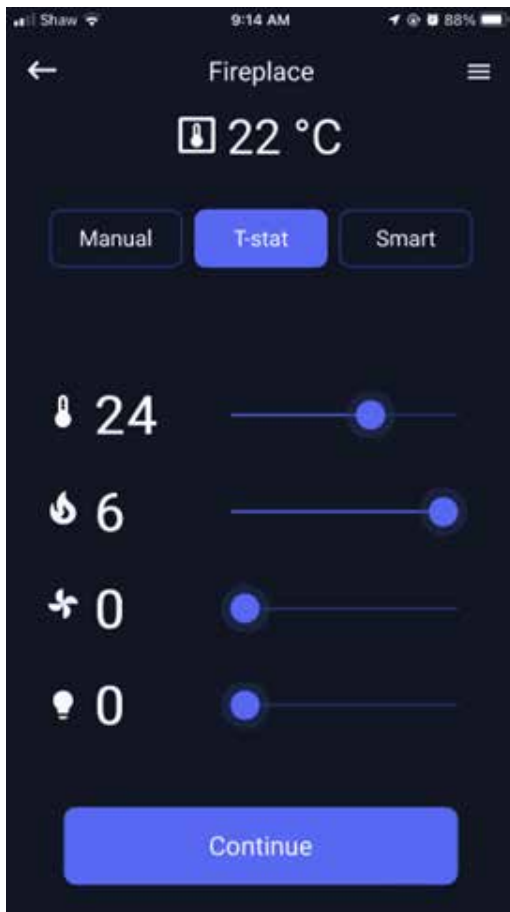 Shaw 9:14 AM 88%
Fireplace
22 °C
Manual T-stat Smart
24
6
0
0
Continue